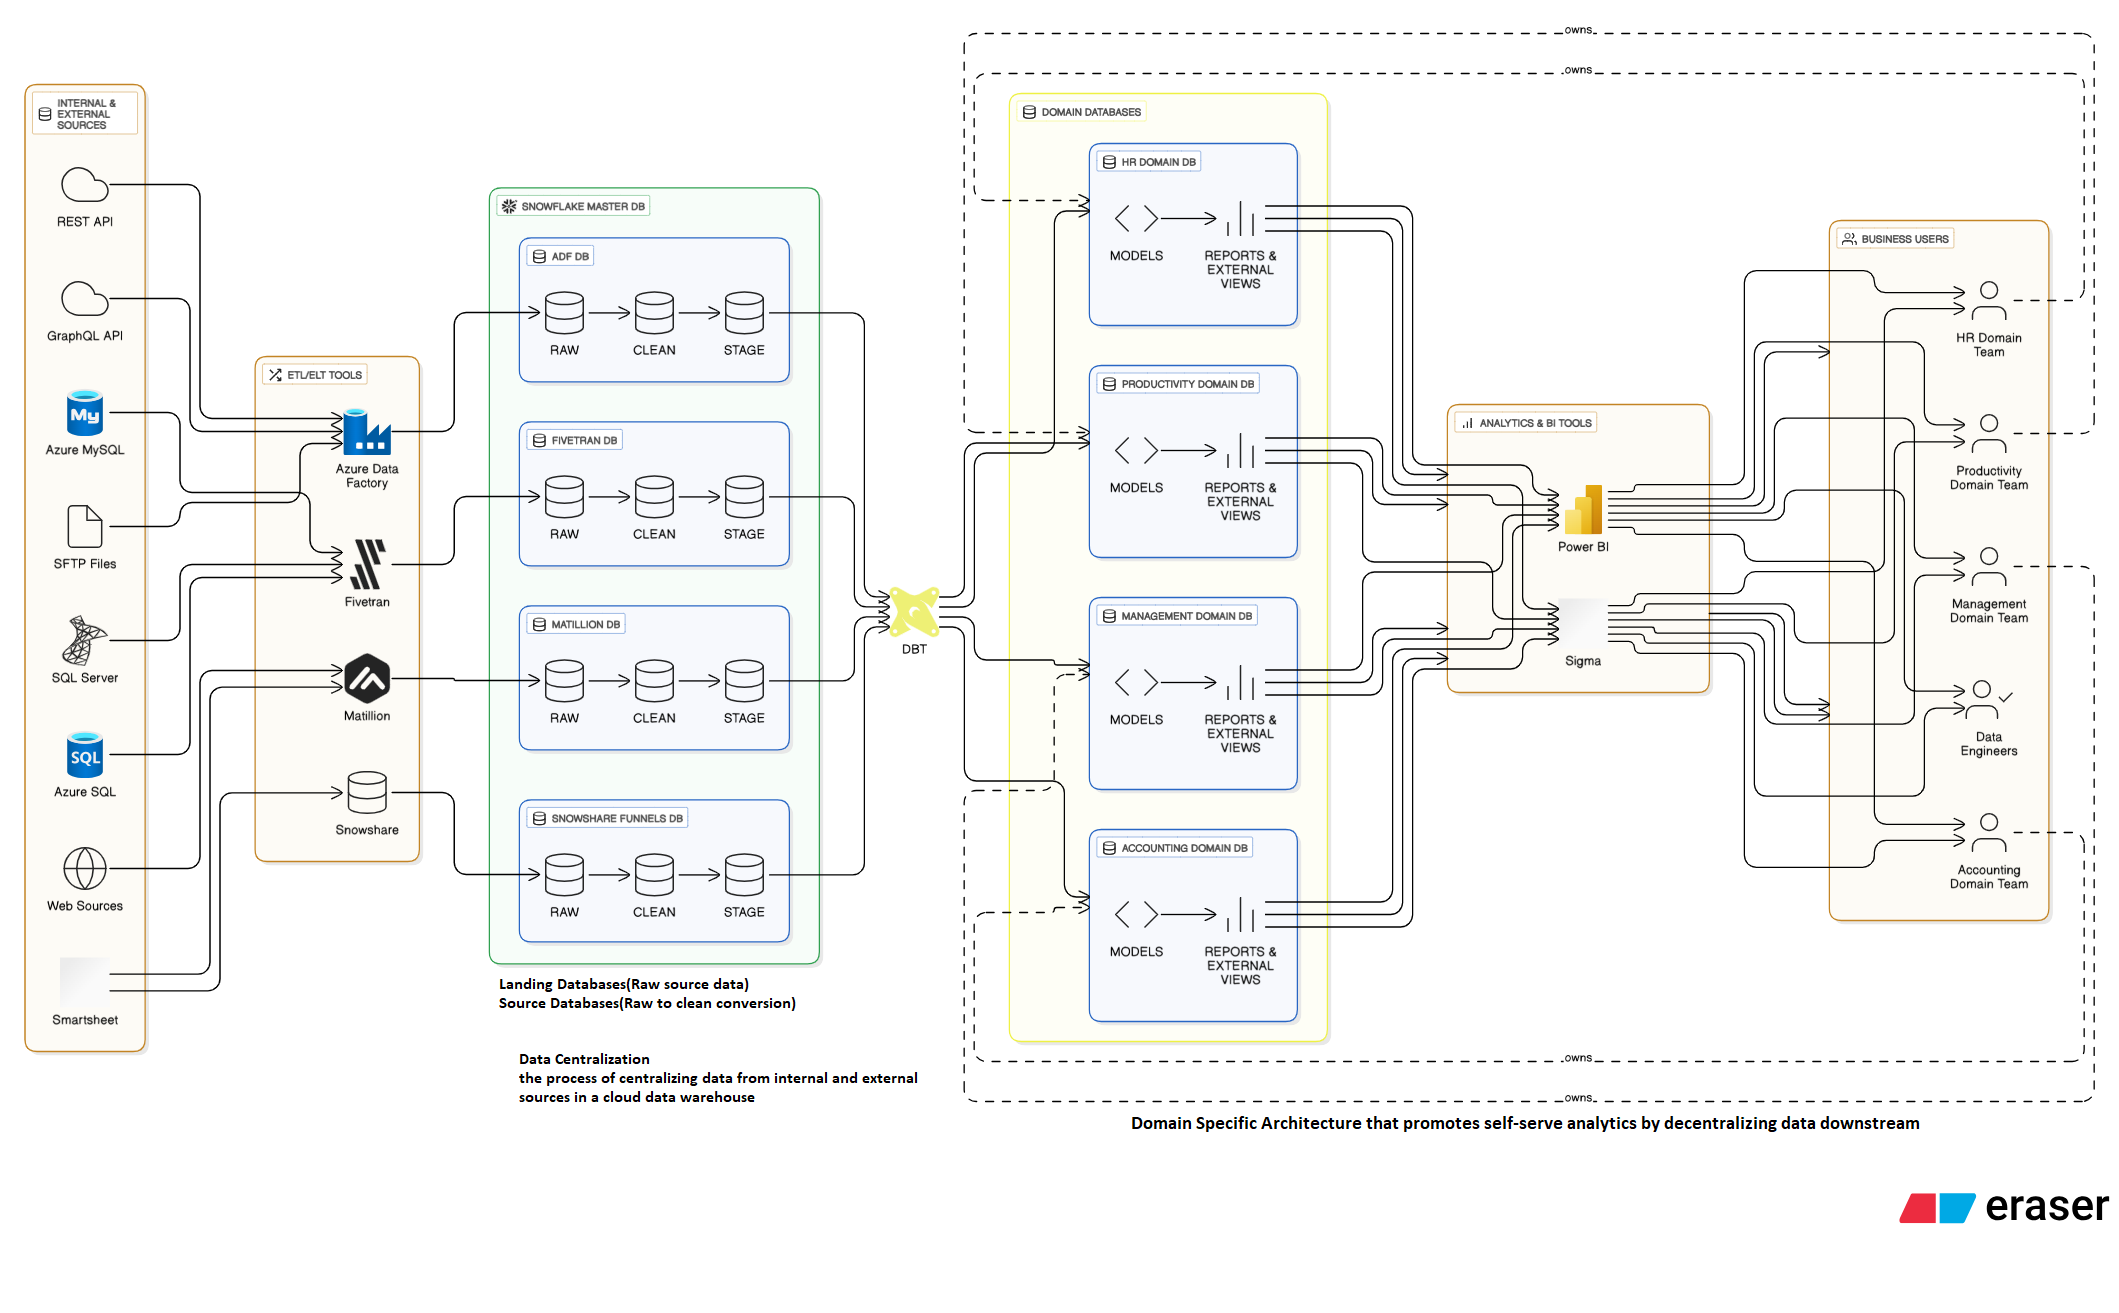 INTERNAL &
EXTERNAL
SOURCES
REST API
GraphQL API
My
Azure MySQL
SFTP Files
SQL Server
SQL
Azure SQL
Web Sources
Smartsheet
ETL/ELT TOOLS
Azure Data
Factory
Fivetran
Matillion
Snowshare
SNOWFLAKE MASTER DB
ADF DB
RAW
CLEAN
STAGE
FIVETRAN DB
RAW
CLEAN
STAGE
MATILLION DB
RAW
CLEAN
STAGE
SNOWSHARE FUNNELS DB
RAW
CLEAN
STAGE
Landing Databases(Raw source data)
Source Databases(Raw to clean conversion)
Data Centralization
the process of centralizing data from internal and external
sources in a cloud data warehouse
DBT
owns
owns
DOMAIN DATABASES
HR DOMAIN DB
MODELS
REPORTS &
EXTERNAL
VIEWS
PRODUCTIVITY DOMAIN DB
MODELS
REPORTS &
EXTERNAL
VIEWS
MANAGEMENT DOMAIN DB
MODELS
REPORTS &
EXTERNAL
VIEWS
ACCOUNTING DOMAIN DB
MODELS
REPORTS &
EXTERNAL
VIEWS
ANALYTICS & BI TOOLS
Power BI
Sigma
BUSINESS USERS
HR Domain
Team
Productivity
Domain Team
Management
Domain Team
Data
Engineers
Accounting
Domain Team
owns
owns
Domain Specific Architecture that promotes self-serve analytics by decentralizing data downstream
eraser